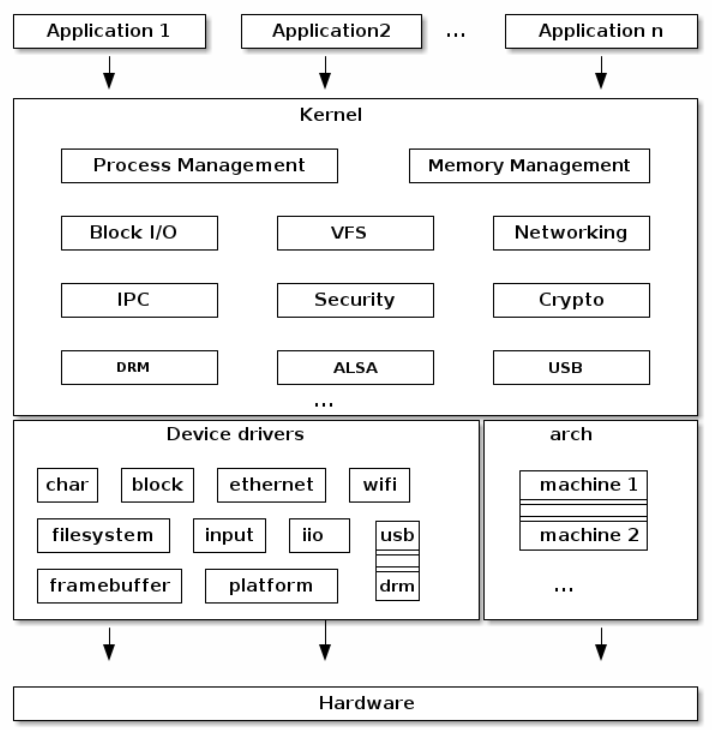 Application 1 Application2 ... Application n
Kernel
Process Management Memory Management
Block I/O VFS Networking
IPC Security Crypto
DRM ALSA USB
...
Device drivers
char block ethernet wifi
filesystem input iio usb
framebuffer platform drm
arch
machine 1
machine 2
...
Hardware